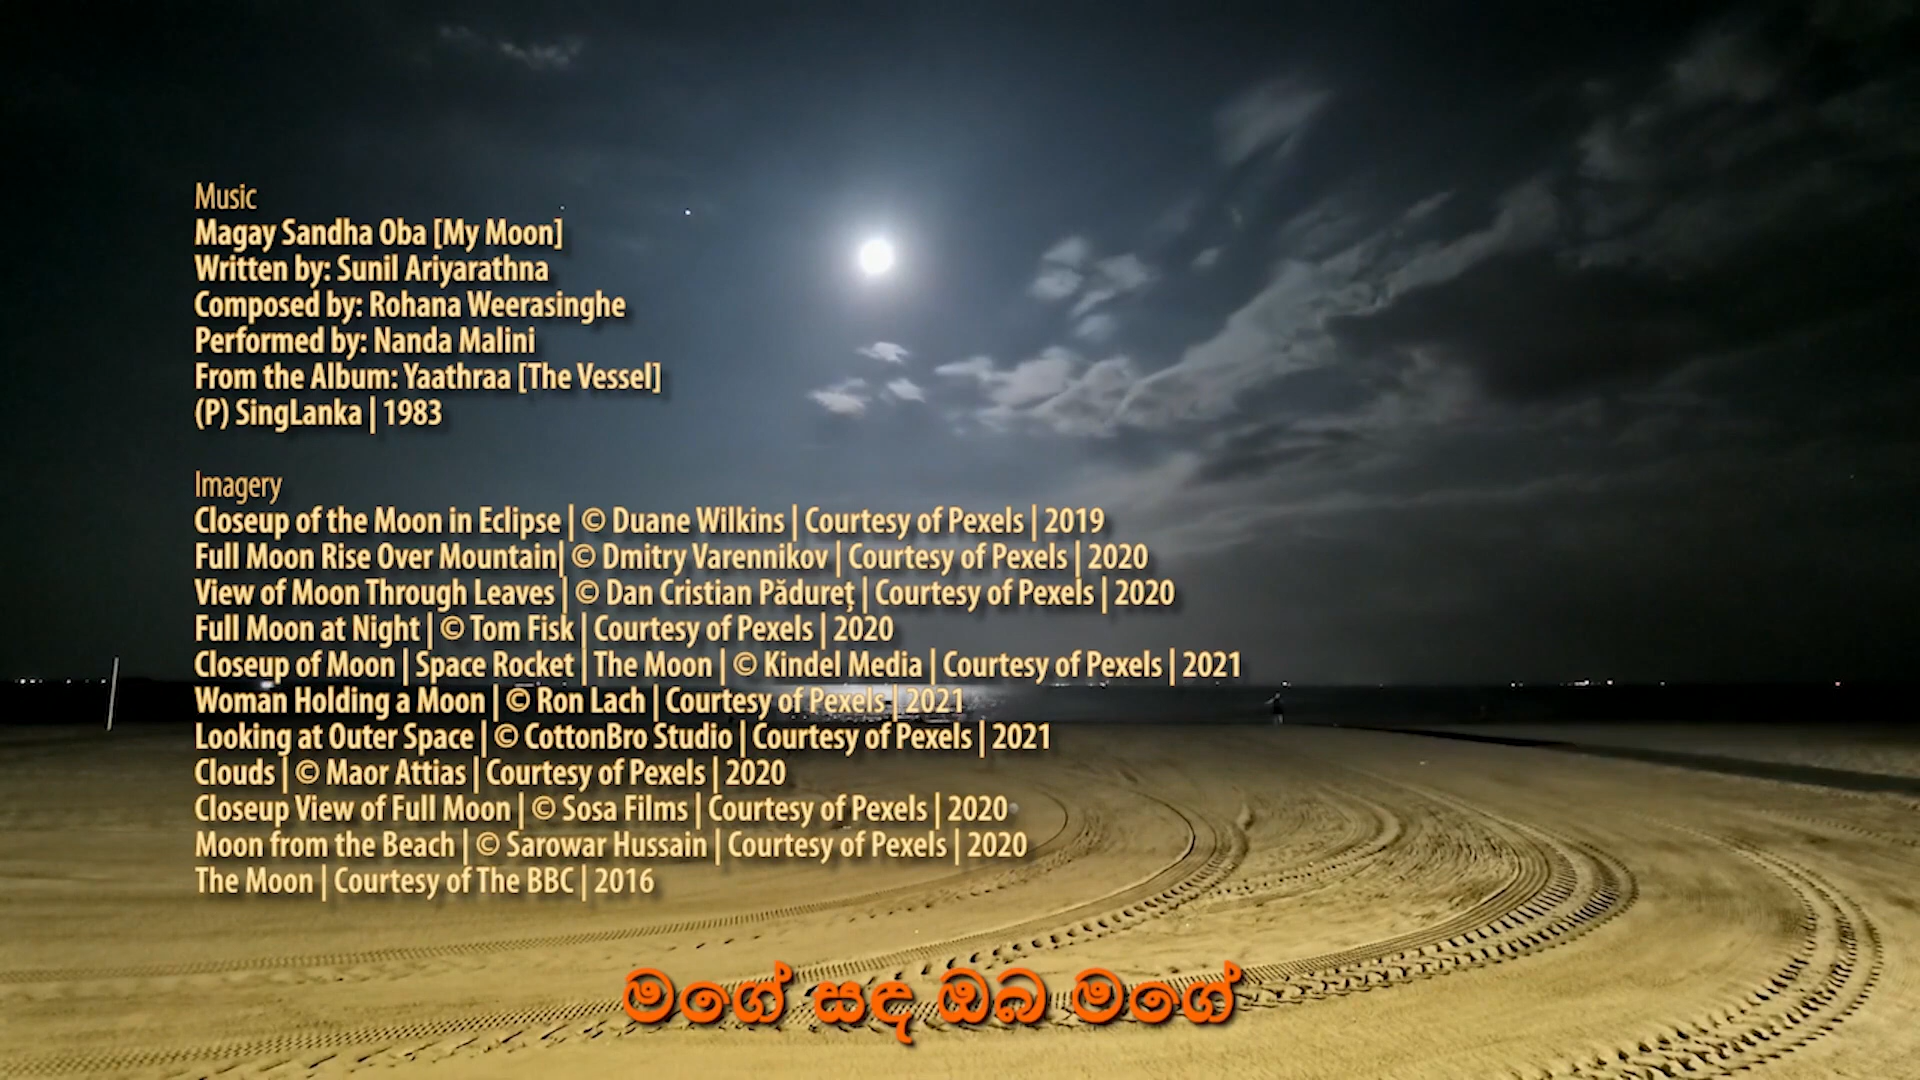 Music
Magay Sandha Oba [My Moon]
Written by: Sunil Ariyarathna
Composed by: Rohana Weerasinghe
Performed by: Nanda Malini
From the Album: Yaathraa [The Vessel]
(P) SingLanka | 1983
Imagery
Closeup of the Moon in Eclipse | © Duane Wilkins | Courtesy of Pexels | 2019
Full Moon Rise Over Mountain| © Dmitry Varennikov | Courtesy of Pexels | 2020
View of Moon Through Leaves | © Dan Cristian Pădureț | Courtesy of Pexels | 2020
Full Moon at Night | © Tom Fisk | Courtesy of Pexels | 2020
Closeup of Moon | Space Rocket | The Moon | © Kindel Media | Courtesy of Pexels | 2021
Woman Holding a Moon | © Ron Lach | Courtesy of Pexels | 2021
Looking at Outer Space | © CottonBro Studio | Courtesy of Pexels | 2021
Clouds | © Maor Attias | Courtesy of Pexels | 2020
Closeup View of Full Moon | © Sosa Films | Courtesy of Pexels | 2020
Moon from the Beach | © Sarowar Hussain | Courtesy of Pexels | 2020
The Moon | Courtesy of The BBC | 2016
මගේ සඳ ඔබ මගේ